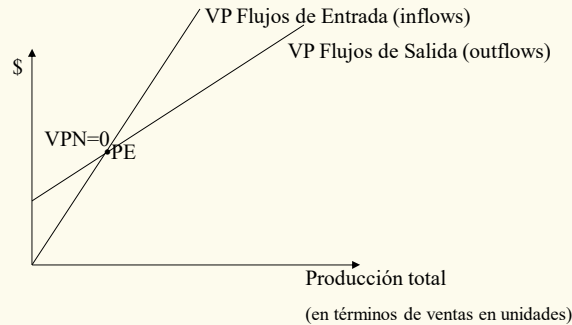 VP Flujos de Entrada (inflows)
VP Flujos de Salida (outflows)
$
VPN=0
PE
Producción total
(en términos de ventas en unidades)